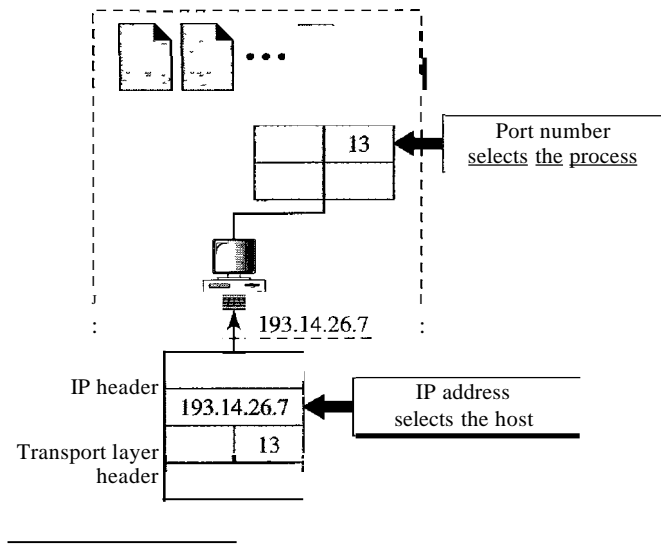 13
Port number
selects the process
193.14.26.7
IP header
193.14.26.7
IP address
selects the host
13
Transport layer
header